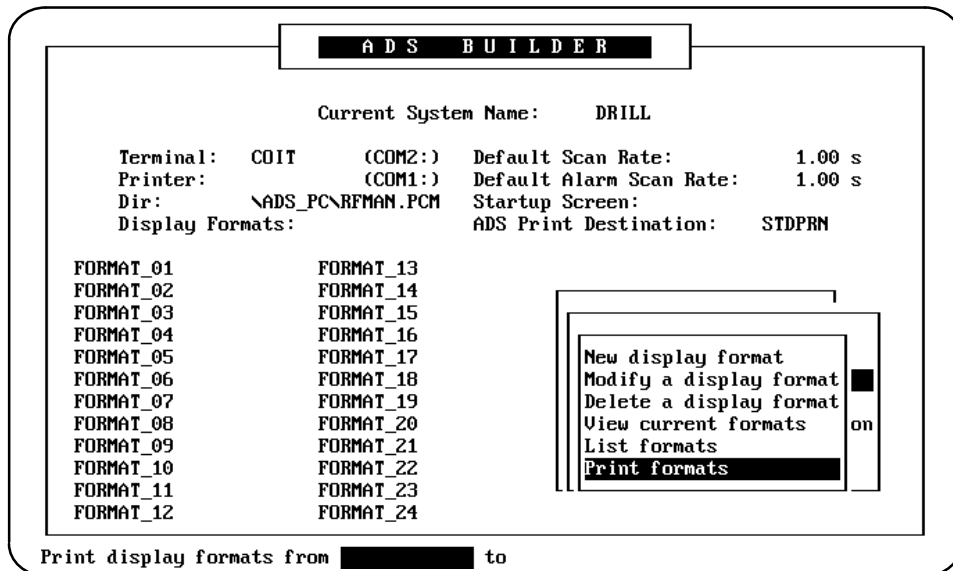 ADS BUILDER
Current System Name: DRILL
Terminal: COIT (COM2:) Default Scan Rate: 1.00 s
Printer: (COM1:) Default Alarm Scan Rate: 1.00 s
Dir: \ADS_PC\RFMAN.PCM Startup Screen:
Display Formats: ADS Print Destination: STDPRN
FORMAT_01 FORMAT_13
FORMAT_02 FORMAT_14
FORMAT_03 FORMAT_15
FORMAT_04 FORMAT_16
FORMAT_05 FORMAT_17
FORMAT_06 FORMAT_18
FORMAT_07 FORMAT_19
FORMAT_08 FORMAT_20
FORMAT_09 FORMAT_21
FORMAT_10 FORMAT_22
FORMAT_11 FORMAT_23
FORMAT_12 FORMAT_24
New display format
Modify a display format
Delete a display format
View current formats on
List formats
Print formats
Print display formats from to